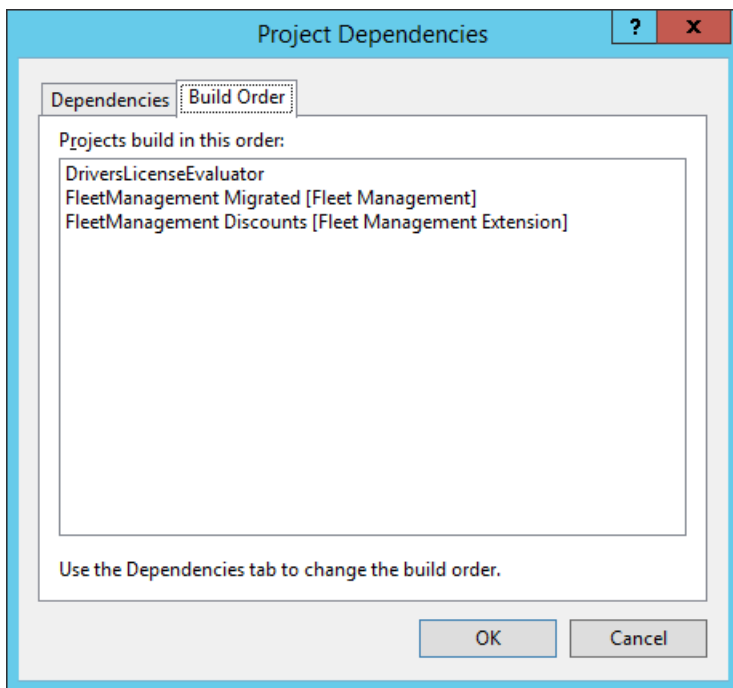 Project Dependencies
? x
Dependencies Build Order
Projects build in this order:
DriversLicenseEvaluator
FleetManagement Migrated [Fleet Management]
FleetManagement Discounts [Fleet Management Extension]
Use the Dependencies tab to change the build order.
OK Cancel